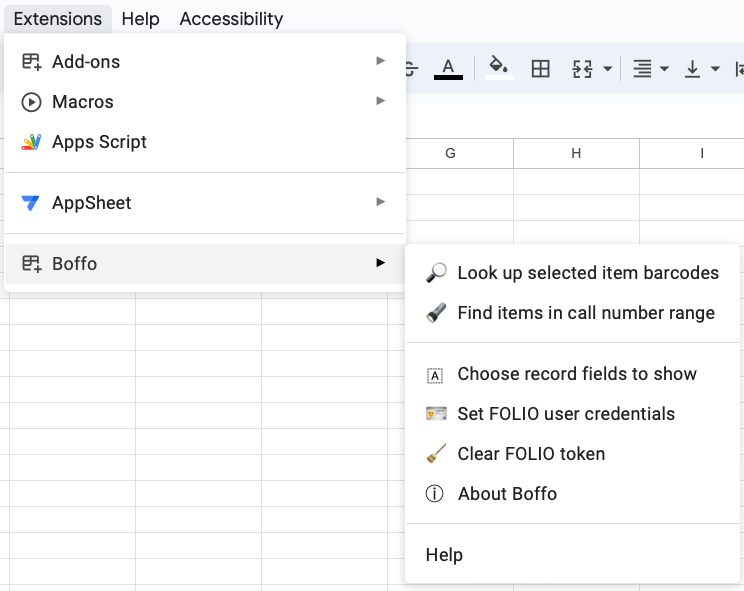 Extensions Help Accessibility
Add-ons
Macros
Apps Script
AppSheet
Boffo
A
G H I
Look up selected item barcodes
Find items in call number range
A Choose record fields to show
Set FOLIO user credentials
Clear FOLIO token
About Boffo
Help